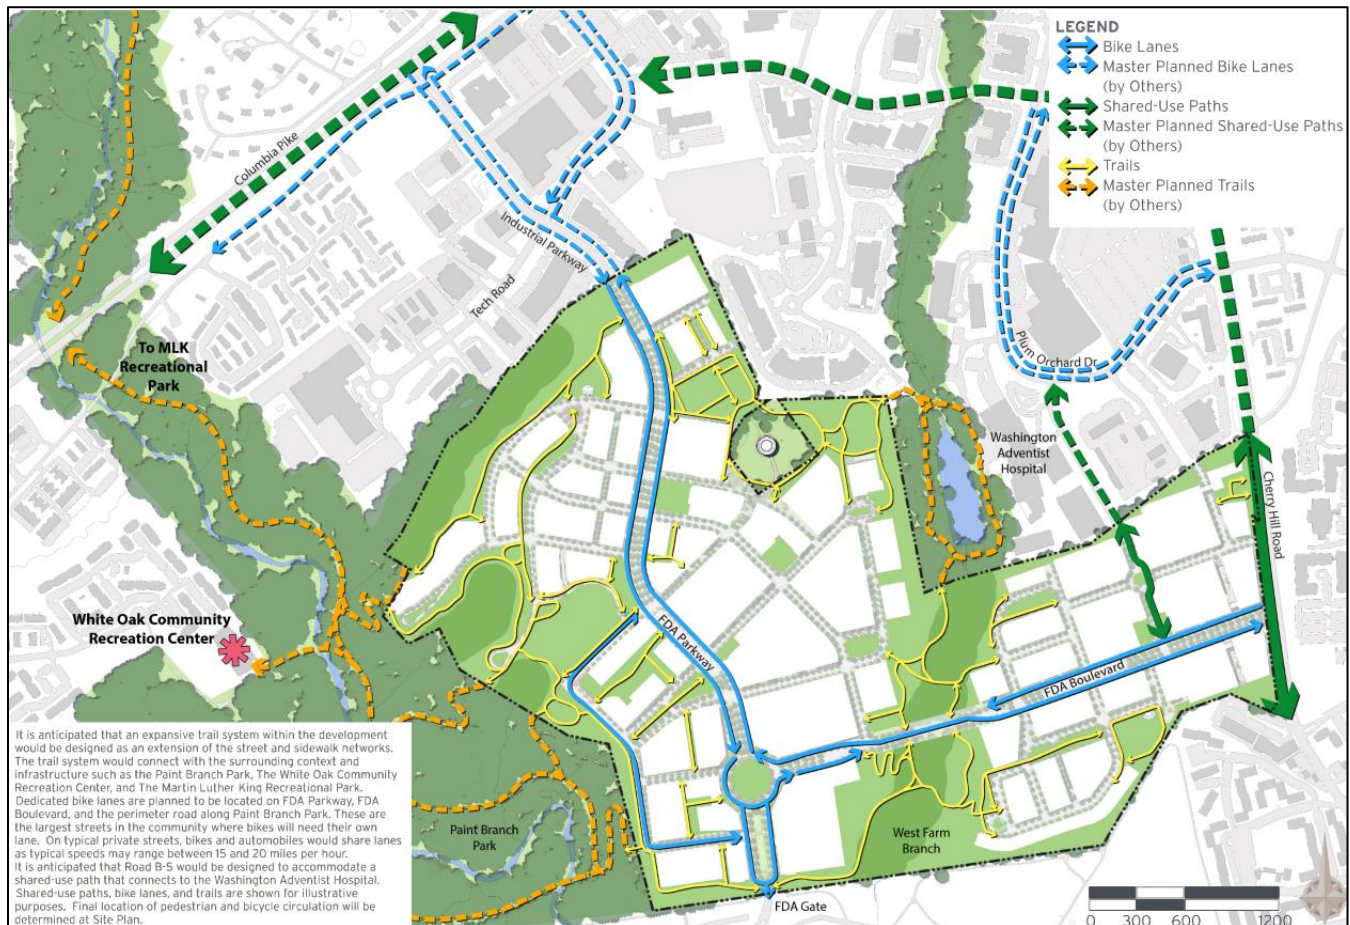 LEGEND
Bike Lanes
Master Planned Bike Lanes
(by Others)
Shared-Use Paths
Master Planned Shared-Use Paths
(by Others)
Trails
Master Planned Trails
(by Others)
Columbia Pike
Industrial Parkway
Tech Road
To MLK
Recreational
Park
Plum Orchard Dr.
Washington
Adventist
Hospital
Cherry Hill Road
White Oak Community
Recreation Center
FDA Parkway
FDA Boulevard
Paint Branch
Park
West Farm
Branch
FDA Gate
It is anticipated that an expansive trail system within the development
would be designed as an extension of the street and sidewalk networks.
The trail system would connect with the surrounding context and
infrastructure such as the Paint Branch Park, The White Oak Community
Recreation Center, and The Martin Luther King Recreational Park.
Dedicated bike lanes are planned to be located on FDA Parkway, FDA
Boulevard, and the perimeter road along Paint Branch Park. These are
the largest streets in the community where bikes will need their own
lane. On typical private streets, bikes and automobiles would share lanes
as typical speeds may range between 15 and 20 miles per hour.
It is anticipated that Road B-5 would be designed to accommodate a
shared-use path that connects to the Washington Adventist Hospital.
Shared-use paths, bike lanes, and trails are shown for illustrative
purposes. Final location of pedestrian and bicycle circulation will be
determined at Site Plan.
0 300 600 1200